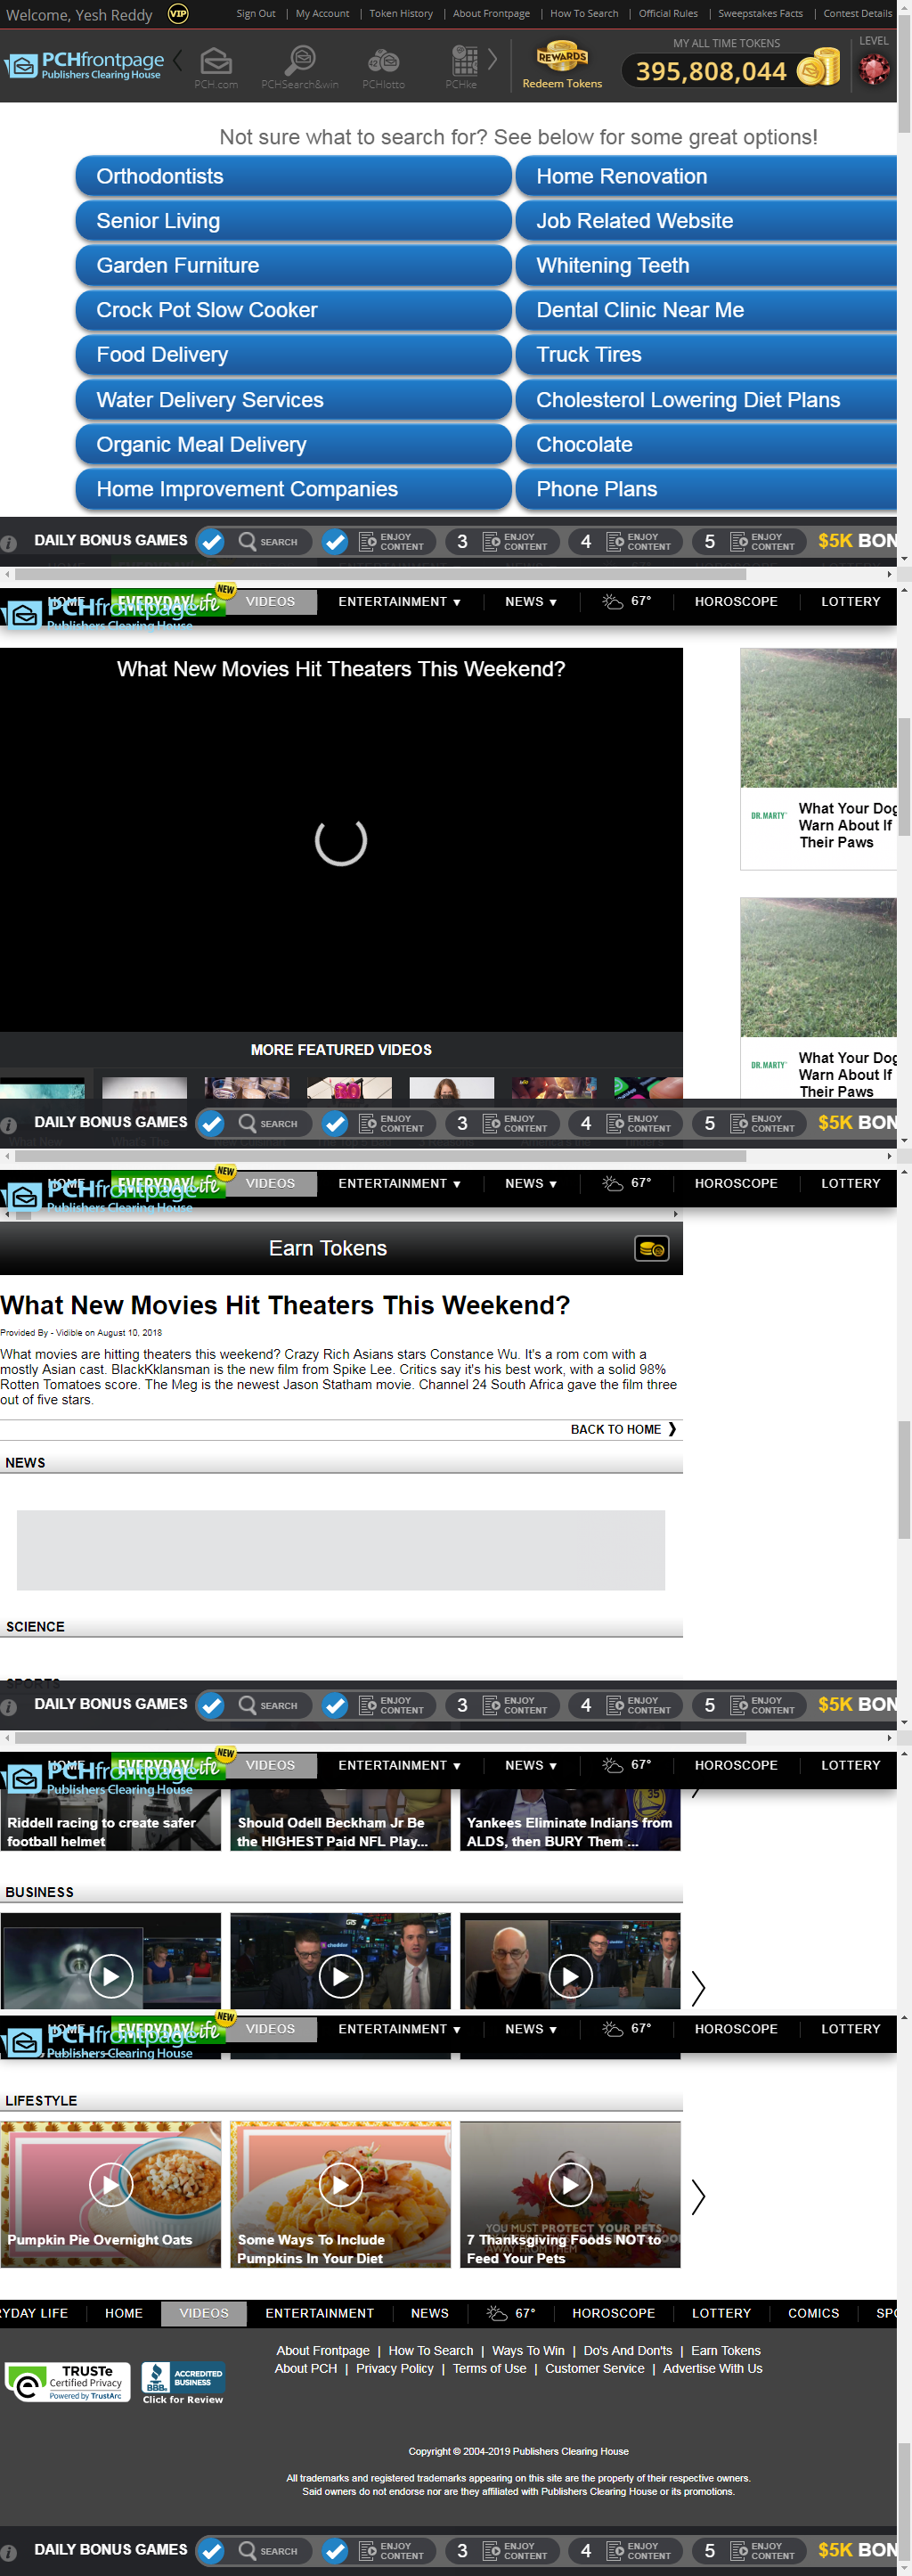 Welcome, Yesh Reddy VIP Sign Out | My Account | Token History | About Frontpage | How To Search | Official Rules | Sweepstakes Facts | Contest Details
PCHfrontpage
Publishers Clearing House
PCH.com PCHSearch&win PCHlotto PCHke
REWARDS
Redeem Tokens
MY ALL TIME TOKENS
395,808,044
LEVEL
Not sure what to search for? See below for some great options!
Orthodontists Home Renovation
Senior Living Job Related Website
Garden Furniture Whitening Teeth
Crock Pot Slow Cooker Dental Clinic Near Me
Food Delivery Truck Tires
Water Delivery Services Cholesterol Lowering Diet Plans
Organic Meal Delivery Chocolate
Home Improvement Companies Phone Plans
DAILY BONUS GAMES SEARCH ENJOY CONTENT 3 ENJOY CONTENT 4 ENJOY CONTENT 5 ENJOY CONTENT $5K BON
HOME EVERYDAY Life NEW VIDEOS ENTERTAINMENT ▼ NEWS ▼ 67° HOROSCOPE LOTTERY
PCHfrontpage
Publishers Clearing House
What New Movies Hit Theaters This Weekend?
DR. MARTY
What Your Dog
Warn About If
Their Paws
DR. MARTY
What Your Dog
Warn About If
Their Paws
MORE FEATURED VIDEOS
DAILY BONUS GAMES SEARCH ENJOY CONTENT 3 ENJOY CONTENT 4 ENJOY CONTENT 5 ENJOY CONTENT $5K BON
HOME EVERYDAY Life NEW VIDEOS ENTERTAINMENT ▼ NEWS ▼ 67° HOROSCOPE LOTTERY
PCHfrontpage
Publishers Clearing House
Earn Tokens
What New Movies Hit Theaters This Weekend?
Provided By - Vidible on August 10, 2018
What movies are hitting theaters this weekend? Crazy Rich Asians stars Constance Wu. It's a rom com with a
mostly Asian cast. BlackKklansman is the new film from Spike Lee. Critics say it's his best work, with a solid 98%
Rotten Tomatoes score. The Meg is the newest Jason Statham movie. Channel 24 South Africa gave the film three
out of five stars.
BACK TO HOME ❯
NEWS
SCIENCE
SPORTS
DAILY BONUS GAMES SEARCH ENJOY CONTENT 3 ENJOY CONTENT 4 ENJOY CONTENT 5 ENJOY CONTENT $5K BON
HOME EVERYDAY Life NEW VIDEOS ENTERTAINMENT ▼ NEWS ▼ 67° HOROSCOPE LOTTERY
PCHfrontpage
Publishers Clearing House
Riddell racing to create safer
football helmet
Should Odell Beckham Jr Be
the HIGHEST Paid NFL Play...
Yankees Eliminate Indians from
ALDS, then BURY Them ...
BUSINESS
HOME EVERYDAY Life NEW VIDEOS ENTERTAINMENT ▼ NEWS ▼ 67° HOROSCOPE LOTTERY
PCHfrontpage
Publishers Clearing House
LIFESTYLE
Pumpkin Pie Overnight Oats
Some Ways To Include
Pumpkins In Your Diet
YOU MUST PROTECT YOUR PETS
7 Thanksgiving Foods NOT to
Feed Your Pets
RYDAY LIFE HOME VIDEOS ENTERTAINMENT NEWS 67° HOROSCOPE LOTTERY COMICS SPO
About Frontpage | How To Search | Ways To Win | Do's And Don'ts | Earn Tokens
About PCH | Privacy Policy | Terms of Use | Customer Service | Advertise With Us
TRUSTe
Certified Privacy
Powered by TrustArc
BBB.
ACCREDITED
BUSINESS
Click for Review
Copyright © 2004-2019 Publishers Clearing House
All trademarks and registered trademarks appearing on this site are the property of their respective owners.
Said owners do not endorse nor are they affiliated with Publishers Clearing House or its promotions.
DAILY BONUS GAMES SEARCH ENJOY CONTENT 3 ENJOY CONTENT 4 ENJOY CONTENT 5 ENJOY CONTENT $5K BON